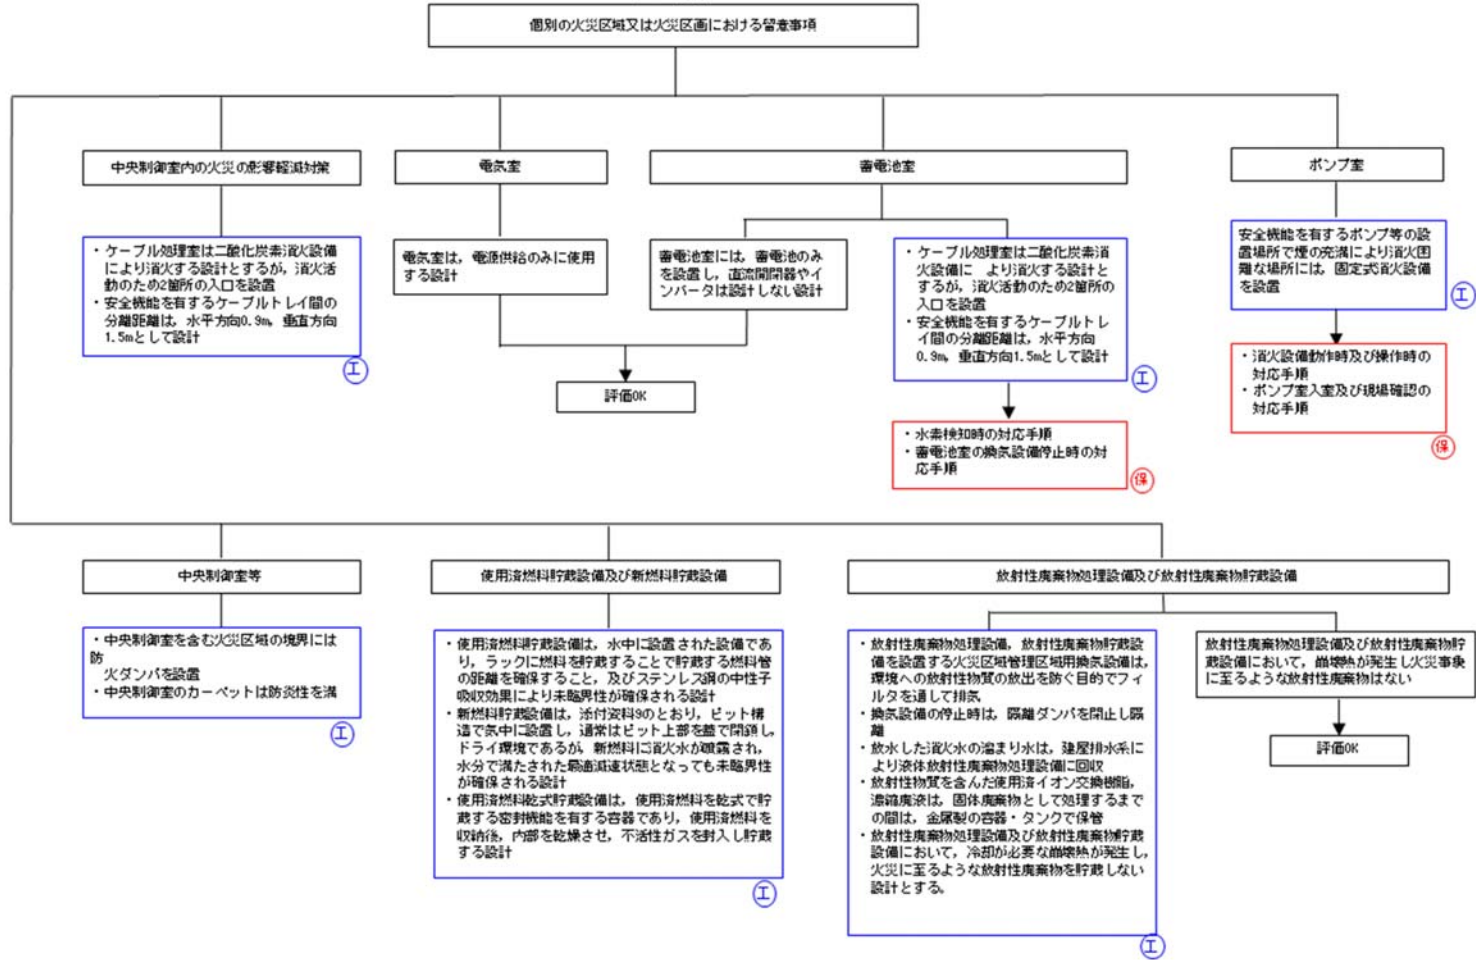 個別の火災区域又は火災区画における留意事項
中央制御室内の火災の影響軽減対策
・ケーブル処理室は二酸化炭素消火設備
により消火する設計とするが，消火活
動のため2箇所の入口を設置
・安全機能を有するケーブルトレイ間の
分離距離は，水平方向0.9m，垂直方向
1.5mとして設計
工
電気室
電気室は，電源供給のみに使用
する設計
蓄電池室
蓄電池室には，蓄電池のみ
を設置し，直流開閉器やイ
ンバータは設計しない設計
評価OK
・ケーブル処理室は二酸化炭素消
火設備に　より消火する設計と
するが，消火活動のため2箇所の
入口を設置
・安全機能を有するケーブルトレ
イ間の分離距離は，水平方向
0.9m，垂直方向1.5mとして設計
工
・水素検知時の対応手順
・蓄電池室の換気設備停止時の対
応手順
保
ポンプ室
安全機能を有するポンプ等の設
置場所で煙の充満により消火困
難な場所には，固定式消火設備
を設置
工
・消火設備動作時及び操作時の
対応手順
・ポンプ室入室及び現場確認の
対応手順
保
中央制御室等
・中央制御室を含む火災区域の境界には
防
火ダンパを設置
・中央制御室のカーペットは防炎性を満
工
使用済燃料貯蔵設備及び新燃料貯蔵設備
・使用済燃料貯蔵設備は，水中に設置された設備であ
り，ラックに燃料を貯蔵することで貯蔵する燃料管
の距離を確保すること，及びステンレス鋼の中性子
吸収効果により未臨界性が確保される設計
・新燃料貯蔵設備は，添付資料9のとおり，ピット構
造で気中に設置し，通常はピット上部を蓋で閉鎖し，
ドライ環境であるが，新燃料に消火水が噴霧され，
水分で満たされた最適減速状態となっても未臨界性
が確保される設計
・使用済燃料乾式貯蔵設備は，使用燃料を乾式で貯
蔵する密封機能を有する容器であり，使用燃料を
収納後，内部を乾燥させ，不活性ガスを封入し貯蔵
する設計
工
放射性廃棄物処理設備及び放射性廃棄物貯蔵設備
・放射性廃棄物処理設備，放射性廃棄物貯蔵設
備を設置する火災区域管理区域用換気設備は，
環境への放射性物質の放出を防ぐ目的でフィ
ルタを通して排気
・換気設備の停止時は，隔離ダンパを閉止し隔
離
・放水した消火水の溜まり水は，建屋排水系に
より液体放射性廃棄物処理設備に回収
・放射性物質を含んだ使用済イオン交換樹脂，
濃縮廃液は，固体廃棄物として処理するまで
の間は，金属製の容器・タンクで保管
・放射性廃棄物処理設備及び放射性廃棄物貯蔵
設備において，冷却が必要な崩壊熱が発生し，
火災に至るような放射性廃棄物を貯蔵しない
設計とする。
工
放射性廃棄物処理設備及び放射性廃棄物貯
蔵設備において，崩壊熱が発生し火災事象
に至るような放射性廃棄物はない
評価OK